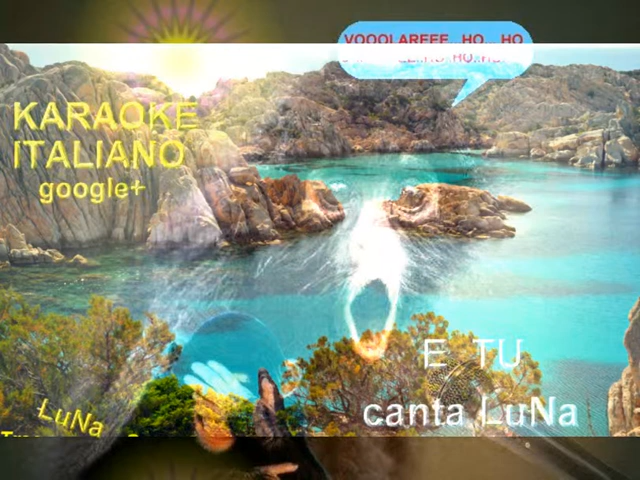 VOOOLAREEE...HO... HO
KARAOKE
ITALIANO
google+
E TU
canta LuNa
LuNa